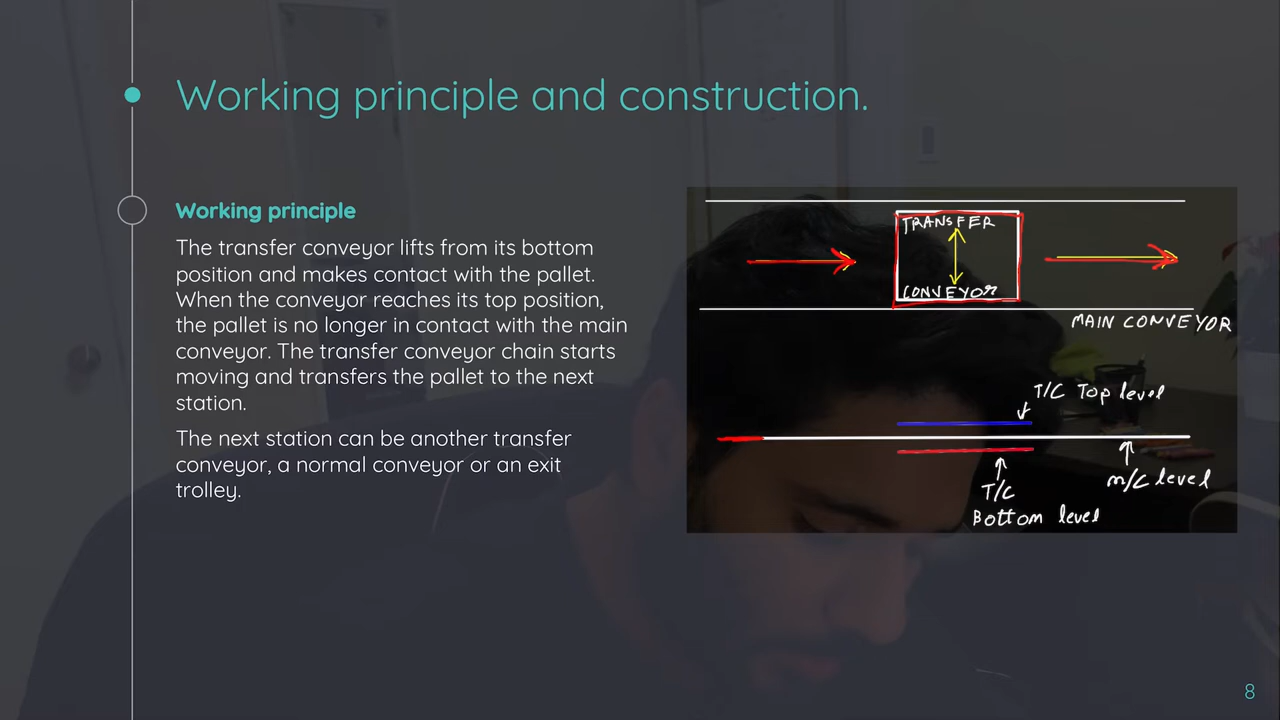 Working principle and construction.
Working principle
The transfer conveyor lifts from its bottom
position and makes contact with the pallet.
When the conveyor reaches its top position,
the pallet is no longer in contact with the main
conveyor. The transfer conveyor chain starts
moving and transfers the pallet to the next
station.
The next station can be another transfer
conveyor, a normal conveyor or an exit
trolley.
TRANSFER
CONVEYOR
MAIN CONVEYOR
T/C Top level
m/c level
T/C
Bottom level
8